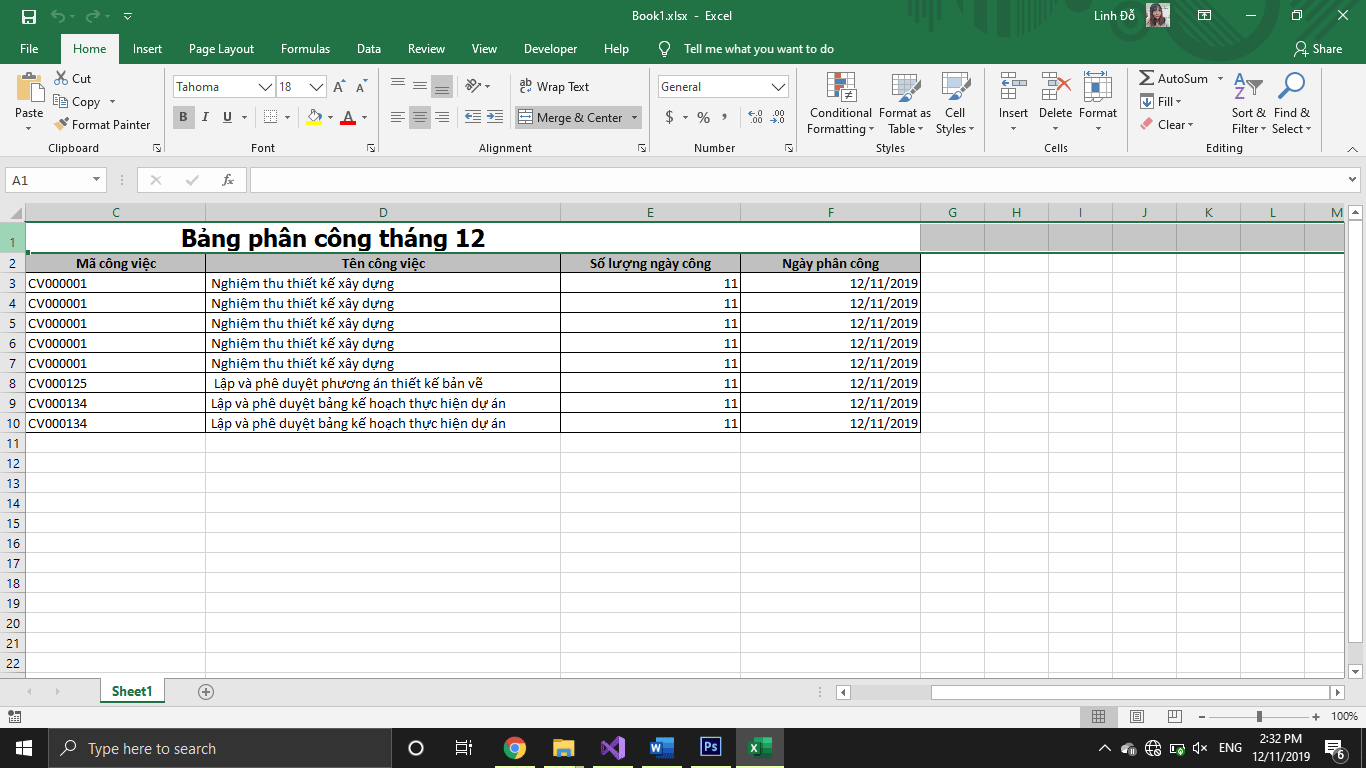 Book1.xlsx - Excel
Linh Đỗ
File Home Insert Page Layout Formulas Data Review View Developer Help Tell me what you want to do Share
Paste
Cut
Copy
Format Painter
Clipboard
Tahoma 18
B I U A
Font
Wrap Text
Merge & Center
Alignment
General
$ % ,
Number
Conditional Formatting
Format as Table
Cell Styles
Styles
Insert
Delete
Format
Cells
AutoSum
Fill
Clear
Sort & Filter
Find & Select
Editing
A1 fx
C D E F G H I J K L M
1 Bảng phân công tháng 12
2 Mã công việc Tên công việc Số lượng ngày công Ngày phân công
3 CV000001 Nghiệm thu thiết kế xây dựng 11 12/11/2019
4 CV000001 Nghiệm thu thiết kế xây dựng 11 12/11/2019
5 CV000001 Nghiệm thu thiết kế xây dựng 11 12/11/2019
6 CV000001 Nghiệm thu thiết kế xây dựng 11 12/11/2019
7 CV000001 Nghiệm thu thiết kế xây dựng 11 12/11/2019
8 CV000125 Lập và phê duyệt phương án thiết kế bản vẽ 11 12/11/2019
9 CV000134 Lập và phê duyệt bảng kế hoạch thực hiện dự án 11 12/11/2019
10 CV000134 Lập và phê duyệt bảng kế hoạch thực hiện dự án 11 12/11/2019
11
12
13
14
15
16
17
18
19
20
21
22
Sheet1
100%
Type here to search
ENG
2:32 PM
12/11/2019
6